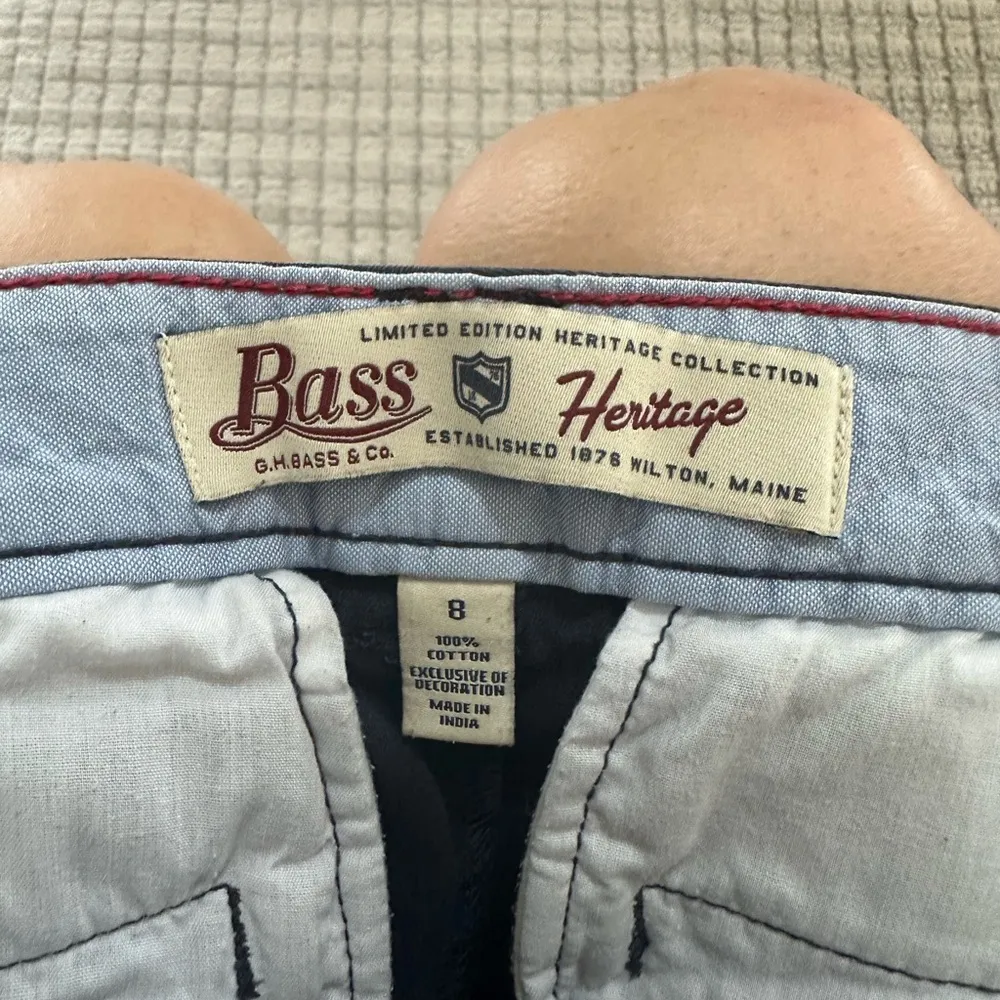 LIMITED EDITION HERITAGE COLLECTION
Bass Heritage
G.H.BASS & Co.
ESTABLISHED 1876 WILTON, MAINE
8
100%
COTTON
EXCLUSIVE OF
DECORATION
MADE IN
INDIA